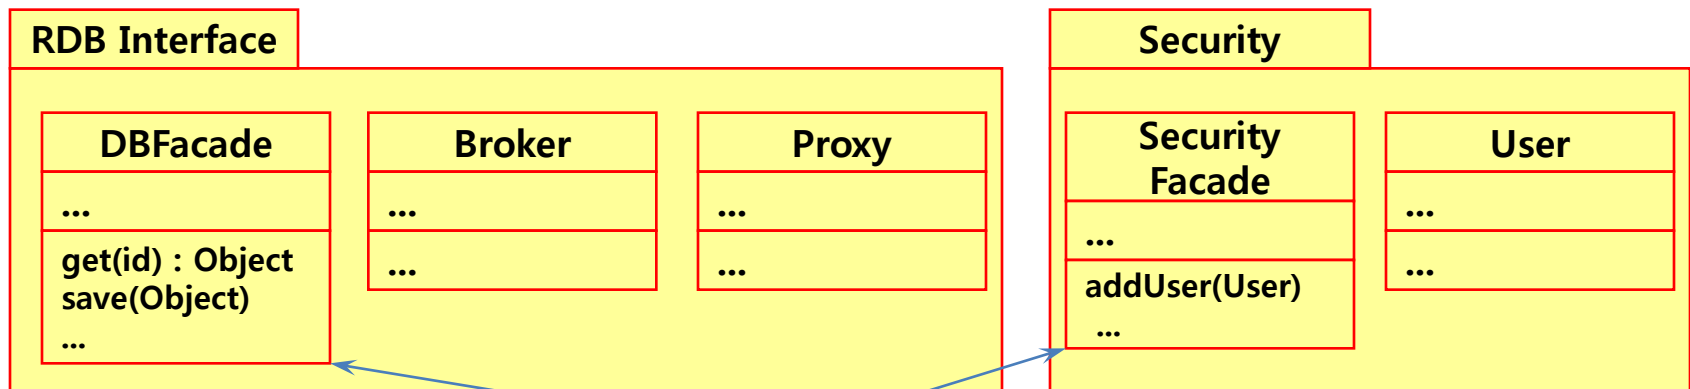 RDB Interface
DBFacade
...
get(id) : Object
save(Object)
...
Broker
...
...
Proxy
...
...
Security
Security
Facade
...
addUser(User)
...
User
...
...